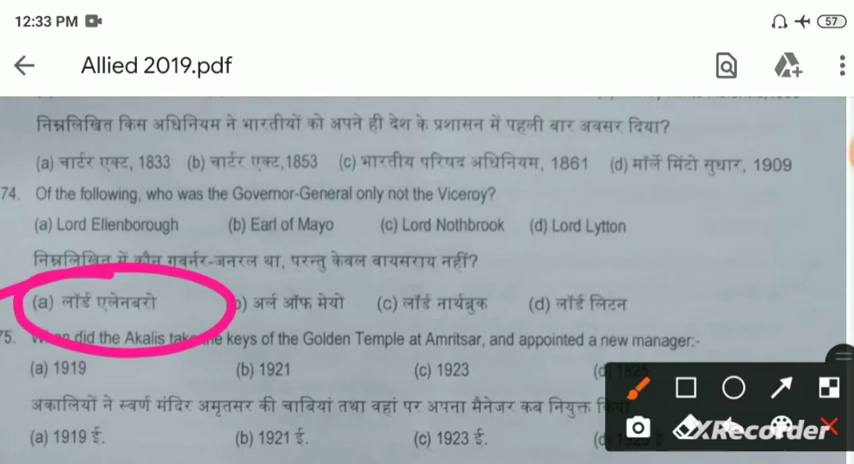 12:33 PM
57
Allied 2019.pdf
निम्नलिखित किस अधिनियम ने भारतीयों को अपने ही देश के प्रशासन में पहली बार अवसर दिया?
(a) चार्टर एक्ट, 1833 (b) चार्टर एक्ट,1853 (c) भारतीय परिषद अधिनियम, 1861 (d) मॉर्ले मिंटो सुधार, 1909
74. Of the following, who was the Governor-General only not the Viceroy?
(a) Lord Ellenborough (b) Earl of Mayo (c) Lord Nothbrook (d) Lord Lytton
निम्नलिखित में कौन गवर्नर-जनरल था, परन्तु केवल वायसराय नहीं?
(a) लॉर्ड एलेनबरो (b) अर्ल ऑफ मेयो (c) लॉर्ड नार्थब्रुक (d) लॉर्ड लिटन
75. When did the Akalis take the keys of the Golden Temple at Amritsar, and appointed a new manager:-
(a) 1919 (b) 1921 (c) 1923 (d) 1825
अकालियों ने स्वर्ण मंदिर अमृतसर की चाबियां तथा वहां पर अपना मैनेजर कब नियुक्त
(a) 1919 ई. (b) 1921 ई. (c) 1923 ई.
XRecorder